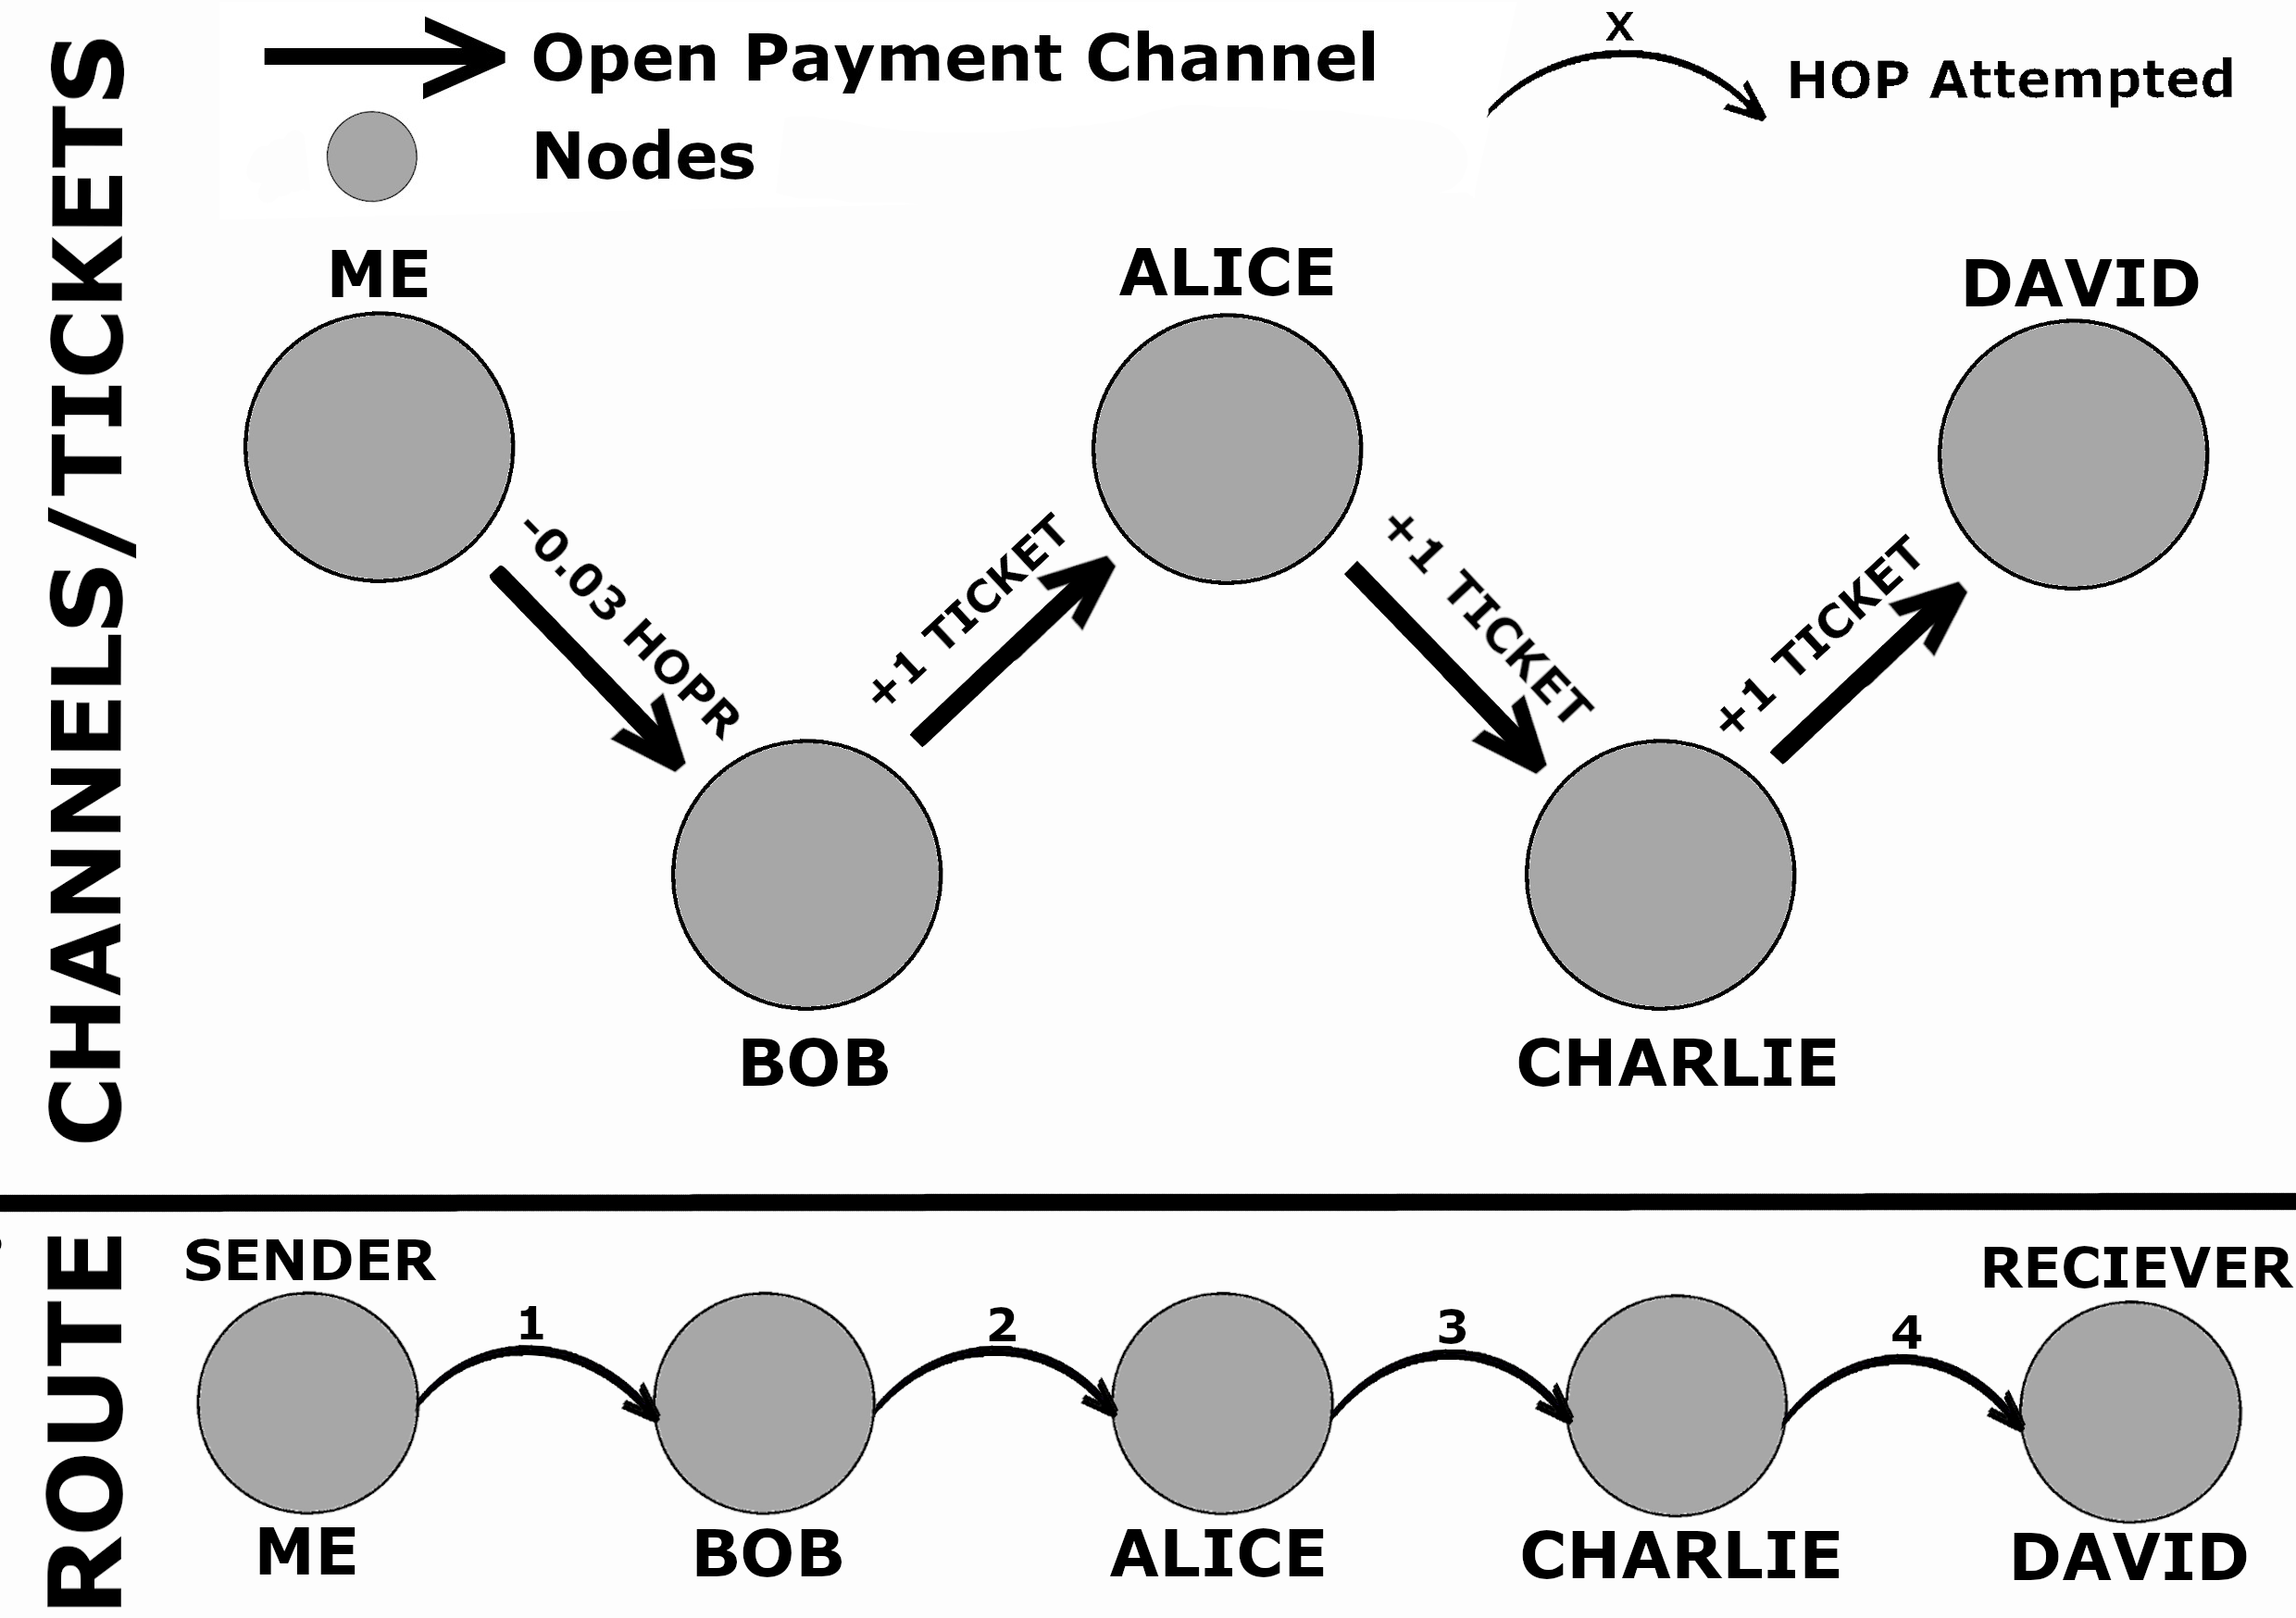 CHANNELS/TICKETS
Open Payment Channel
Nodes
X
HOP Attempted
ME
ALICE
DAVID
-0.03 HOPR
+1 TICKET
+1 TICKET
+1 TICKET
BOB
CHARLIE
ROUTE
SENDER
RECIEVER
1
2
3
4
ME
BOB
ALICE
CHARLIE
DAVID